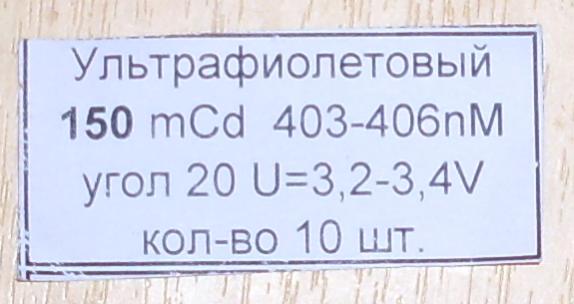 Ультрафиолетовый
150 mCd 403-406nM
угол 20 U=3,2-3,4V
кол-во 10 шт.